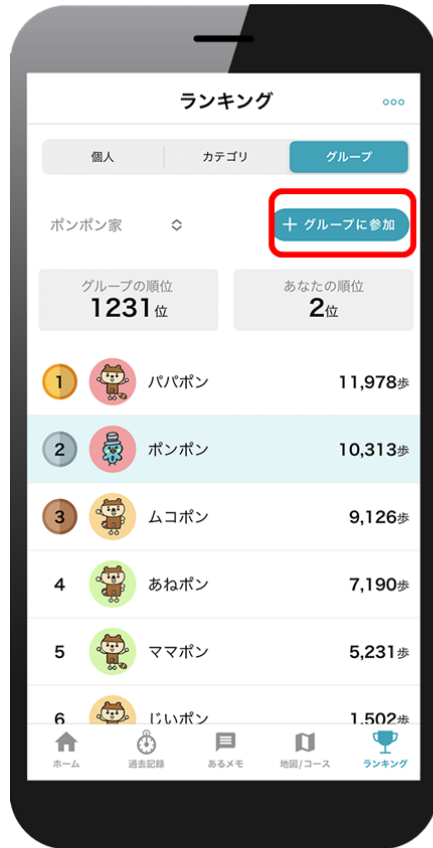 ランキング
個人 カテゴリ グループ
ポンポン家 + グループに参加
グループの順位 あなたの順位
1231位 2位
1 パパポン 11,978歩
2 ポンポン 10,313歩
3 ムコポン 9,126歩
4 あねポン 7,190歩
5 ママポン 5,231歩
6 じいポン 1,502歩
ホーム 過去記録 あるメモ 地図/コース ランキング